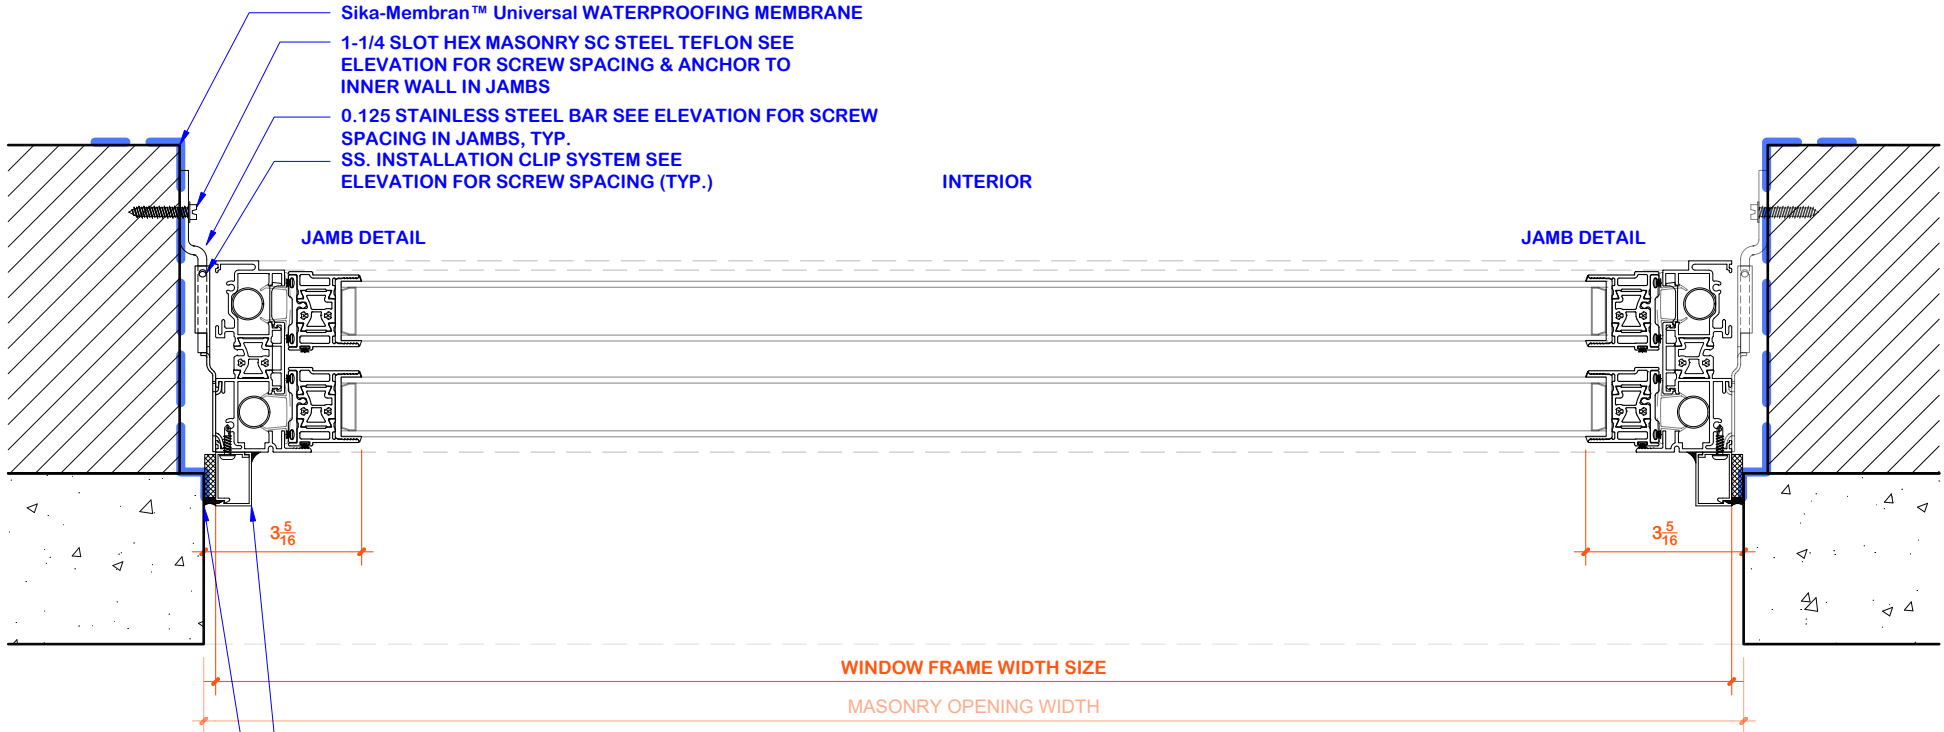 Sika-Membran™ Universal WATERPROOFING MEMBRANE
1-1/4 SLOT HEX MASONRY SC STEEL TEFLON SEE
ELEVATION FOR SCREW SPACING & ANCHOR TO
INNER WALL IN JAMBS
0.125 STAINLESS STEEL BAR SEE ELEVATION FOR SCREW
SPACING IN JAMBS, TYP.
SS. INSTALLATION CLIP SYSTEM SEE
ELEVATION FOR SCREW SPACING (TYP.)
INTERIOR
JAMB DETAIL
JAMB DETAIL
3 5/16
3 5/16
WINDOW FRAME WIDTH SIZE
MASONRY OPENING WIDTH